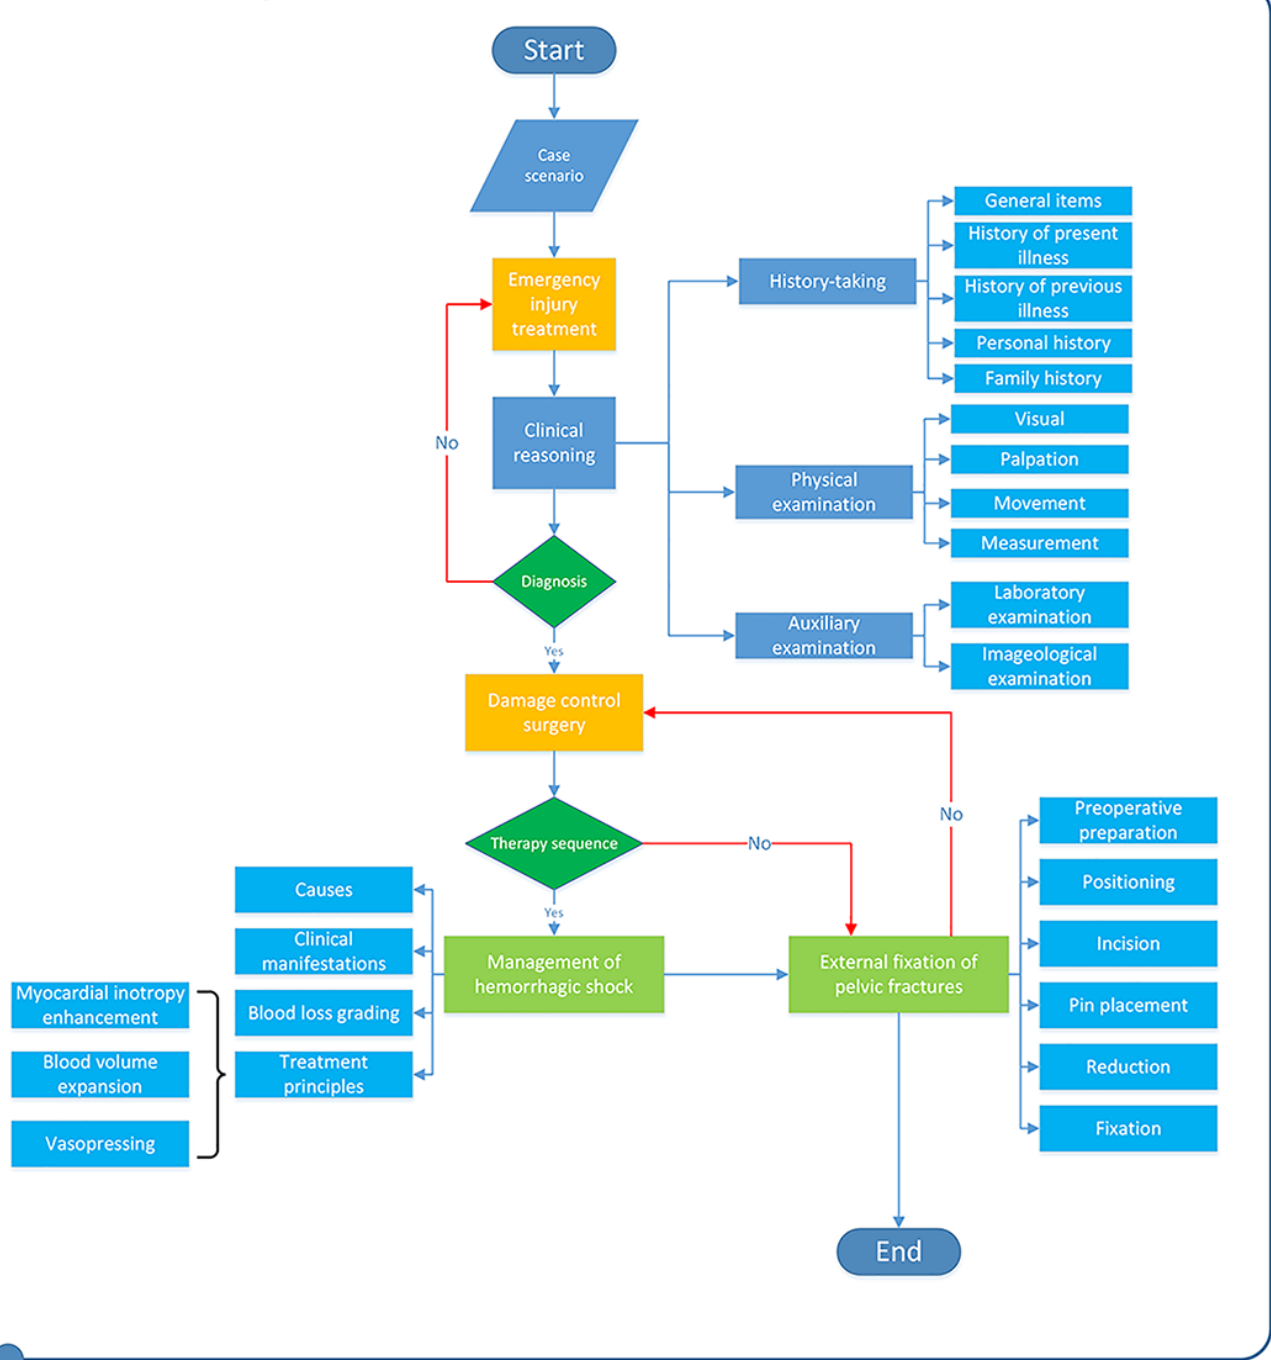 Start
Case
scenario
Emergency
injury
treatment
Clinical
reasoning
No
Diagnosis
Yes
History-taking
General items
History of present
illness
History of previous
illness
Personal history
Family history
Physical
examination
Visual
Palpation
Movement
Measurement
Auxiliary
examination
Laboratory
examination
Imageological
examination
Damage control
surgery
Therapy sequence
No
No
Yes
Management of
hemorrhagic shock
External fixation of
pelvic fractures
Causes
Clinical
manifestations
Blood loss grading
Treatment
principles
Myocardial inotropy
enhancement
Blood volume
expansion
Vasopressing
Preoperative
preparation
Positioning
Incision
Pin placement
Reduction
Fixation
End